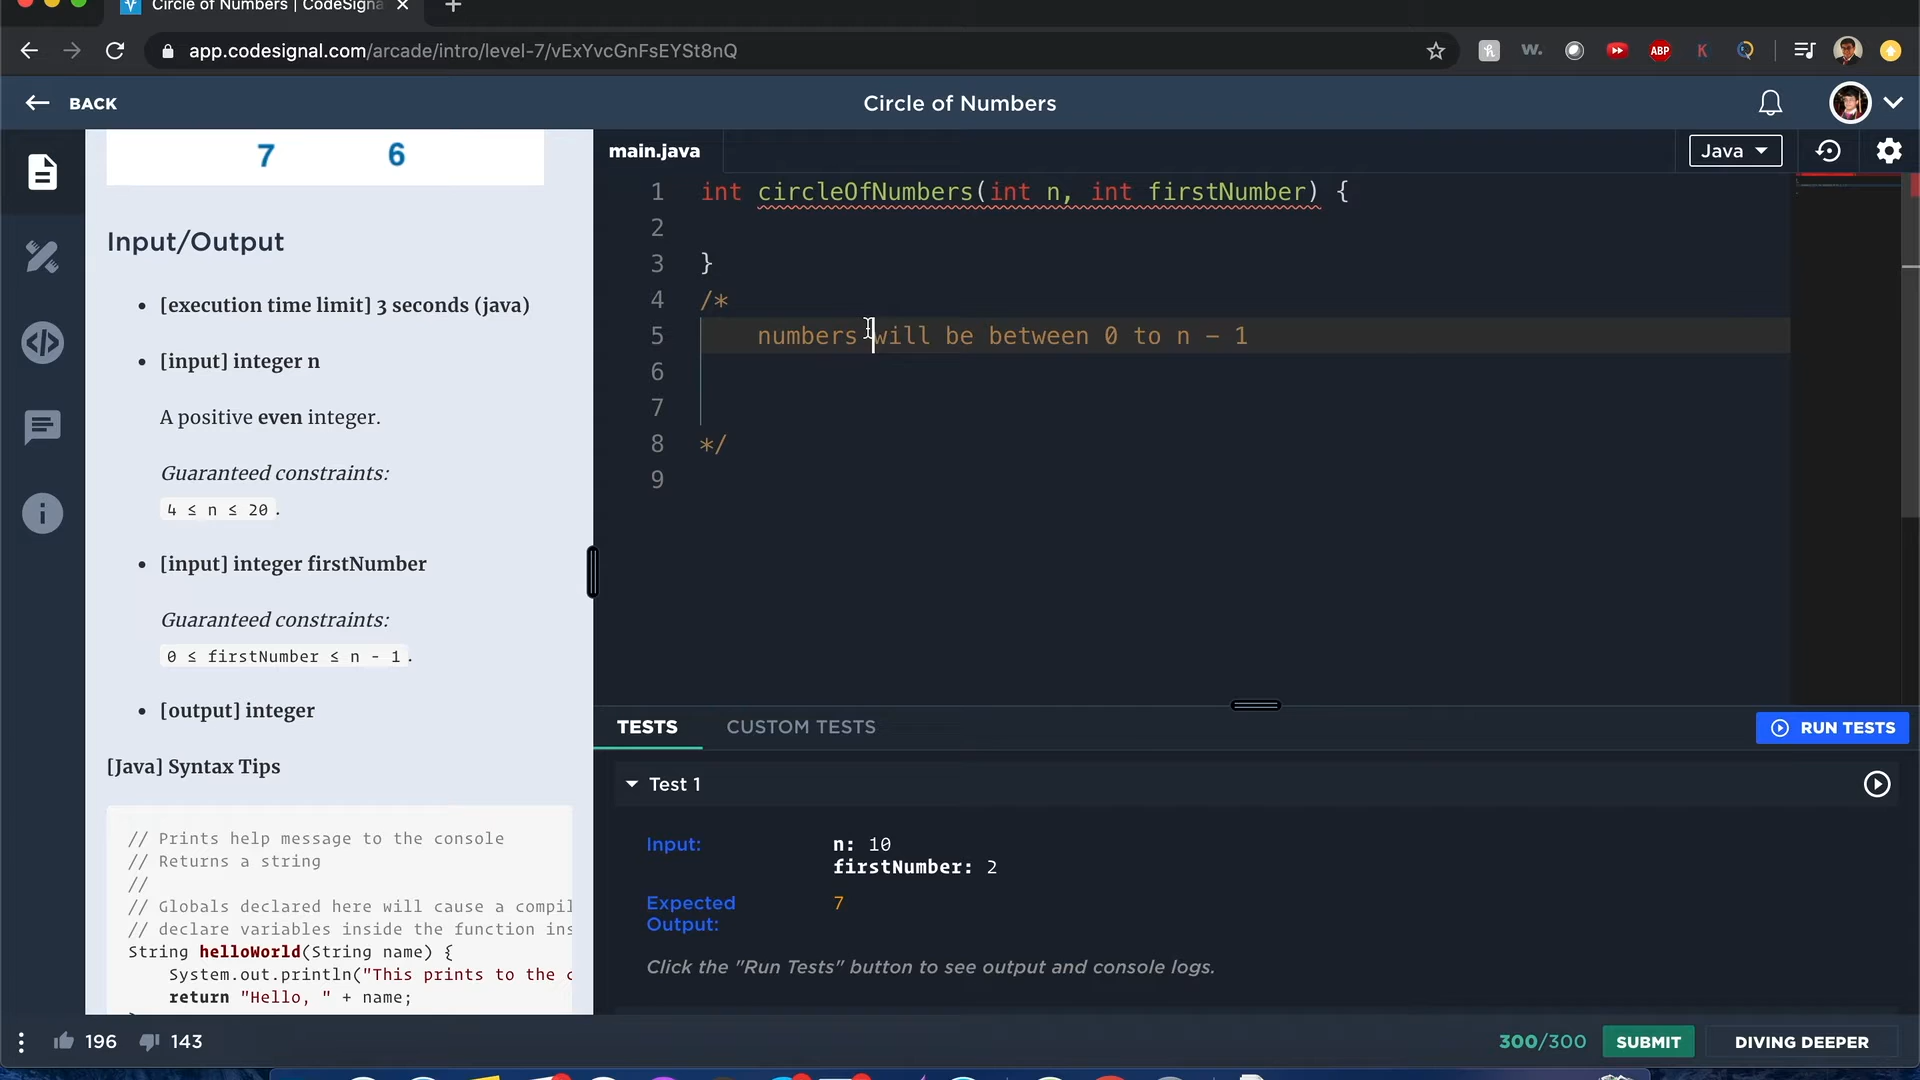 Circle of Numbers | CodeSigna
app.codesignal.com/arcade/intro/level-7/vExYvcGnFsEYSt8nQ
BACK
Circle of Numbers
7 6
Input/Output
• [execution time limit] 3 seconds (java)
• [input] integer n
A positive even integer.
Guaranteed constraints:
4 ≤ n ≤ 20.
• [input] integer firstNumber
Guaranteed constraints:
0 ≤ firstNumber ≤ n - 1.
• [output] integer
[Java] Syntax Tips
// Prints help message to the console
// Returns a string
//
// Globals declared here will cause a compil
// declare variables inside the function ins
String helloWorld(String name) {
System.out.println("This prints to the c
return "Hello, " + name;
196 143
main.java
Java
1 int circleOfNumbers(int n, int firstNumber) {
2
3 }
4 /*
5 numbers will be between 0 to n - 1
6
7
8 */
9
TESTS CUSTOM TESTS
RUN TESTS
Test 1
Input: n: 10
firstNumber: 2
Expected 7
Output:
Click the "Run Tests" button to see output and console logs.
300/300 SUBMIT DIVING DEEPER
ABP
W.
K